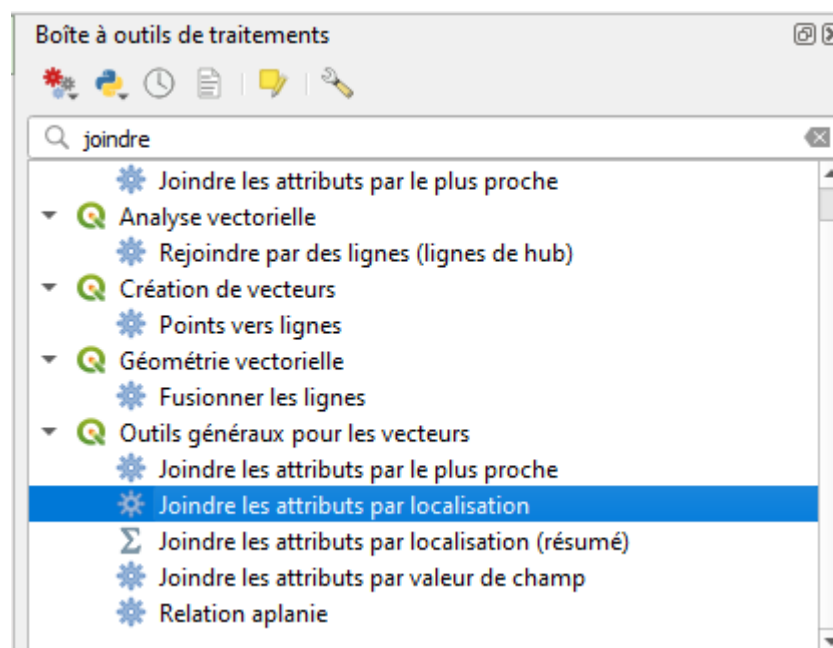 Boîte à outils de traitements
joindre
Joindre les attributs par le plus proche
Analyse vectorielle
Rejoindre par des lignes (lignes de hub)
Création de vecteurs
Points vers lignes
Géométrie vectorielle
Fusionner les lignes
Outils généraux pour les vecteurs
Joindre les attributs par le plus proche
Joindre les attributs par localisation
Joindre les attributs par localisation (résumé)
Joindre les attributs par valeur de champ
Relation aplanie